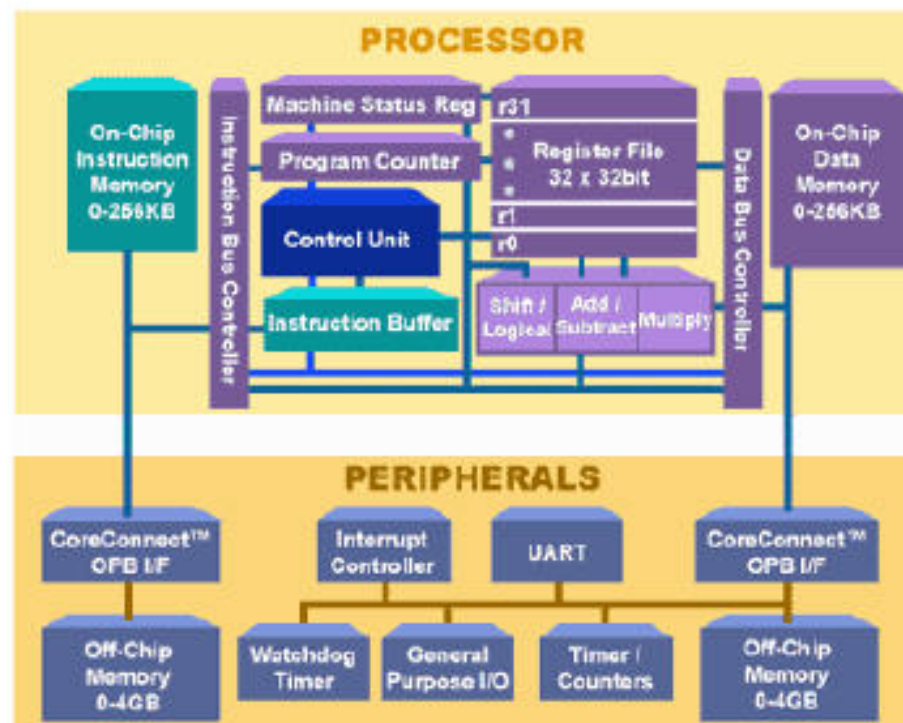 PROCESSOR
On-Chip
Instruction
Memory
0-256KB
Instruction Bus Controller
Machine Status Reg
Program Counter
Control Unit
Instruction Buffer
r31
Register File
32 x 32bit
r1
r0
Shift /
Logical
Add /
Subtract
Multiply
Data Bus Controller
On-Chip
Data
Memory
0-256KB
PERIPHERALS
CoreConnect™
OPB I/F
Interrupt
Controller
UART
CoreConnect™
OPB I/F
Off-Chip
Memory
0-4GB
Watchdog
Timer
General
Purpose I/O
Timer /
Counters
Off-Chip
Memory
0-4GB